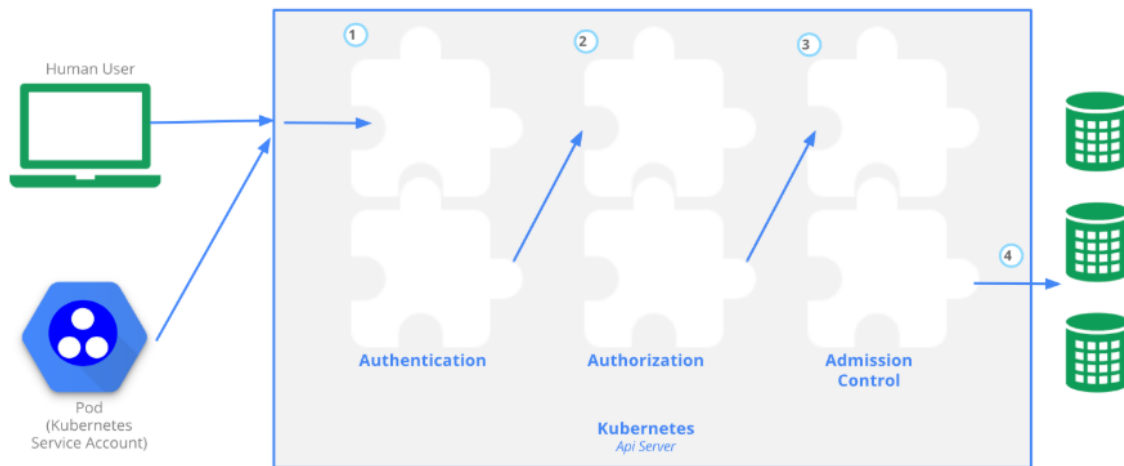 Human User
1
2
3
4
Pod
(Kubernetes
Service Account)
Authentication
Authorization
Admission
Control
Kubernetes
Api Server